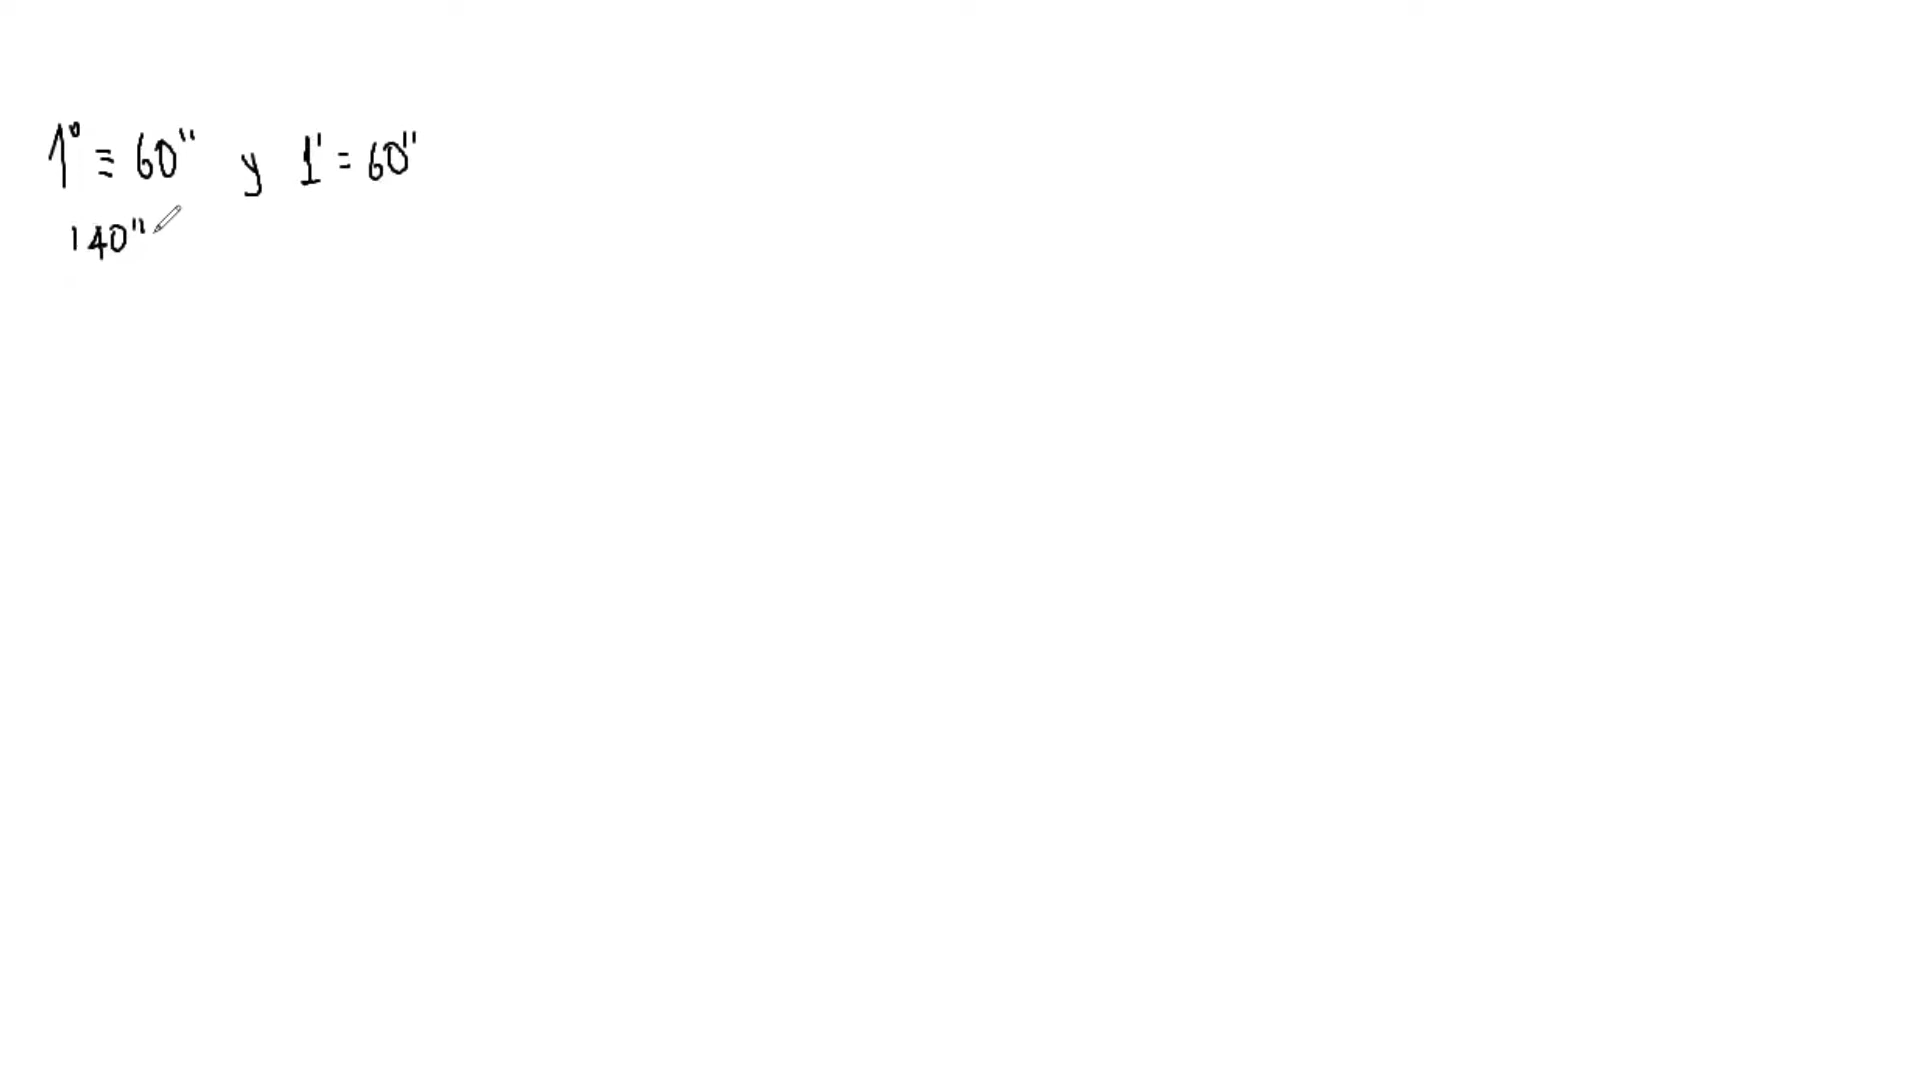 1° = 60'' y 1' = 60''
140''